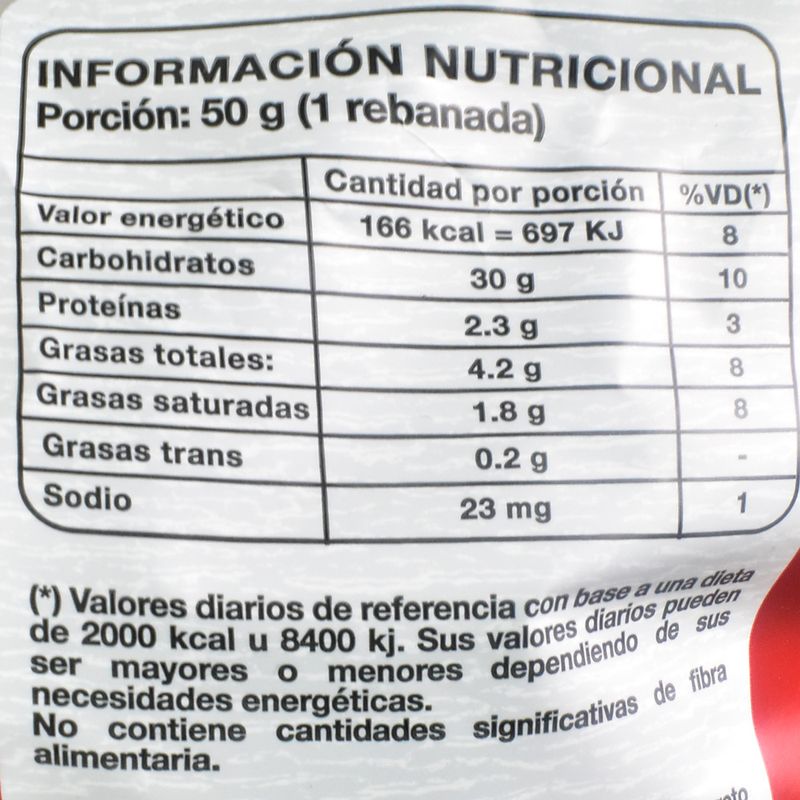 INFORMACIÓN NUTRICIONAL
Porción: 50 g (1 rebanada)
Cantidad por porción %VD(*)
Valor energético 166 kcal = 697 KJ 8
Carbohidratos 30 g 10
Proteínas 2.3 g 3
Grasas totales: 4.2 g 8
Grasas saturadas 1.8 g 8
Grasas trans 0.2 g -
Sodio 23 mg 1
(*) Valores diarios de referencia con base a una dieta
de 2000 kcal u 8400 kj. Sus valores diarios pueden
ser mayores o menores dependiendo de sus
necesidades energéticas.
No contiene cantidades significativas de fibra
alimentaria.